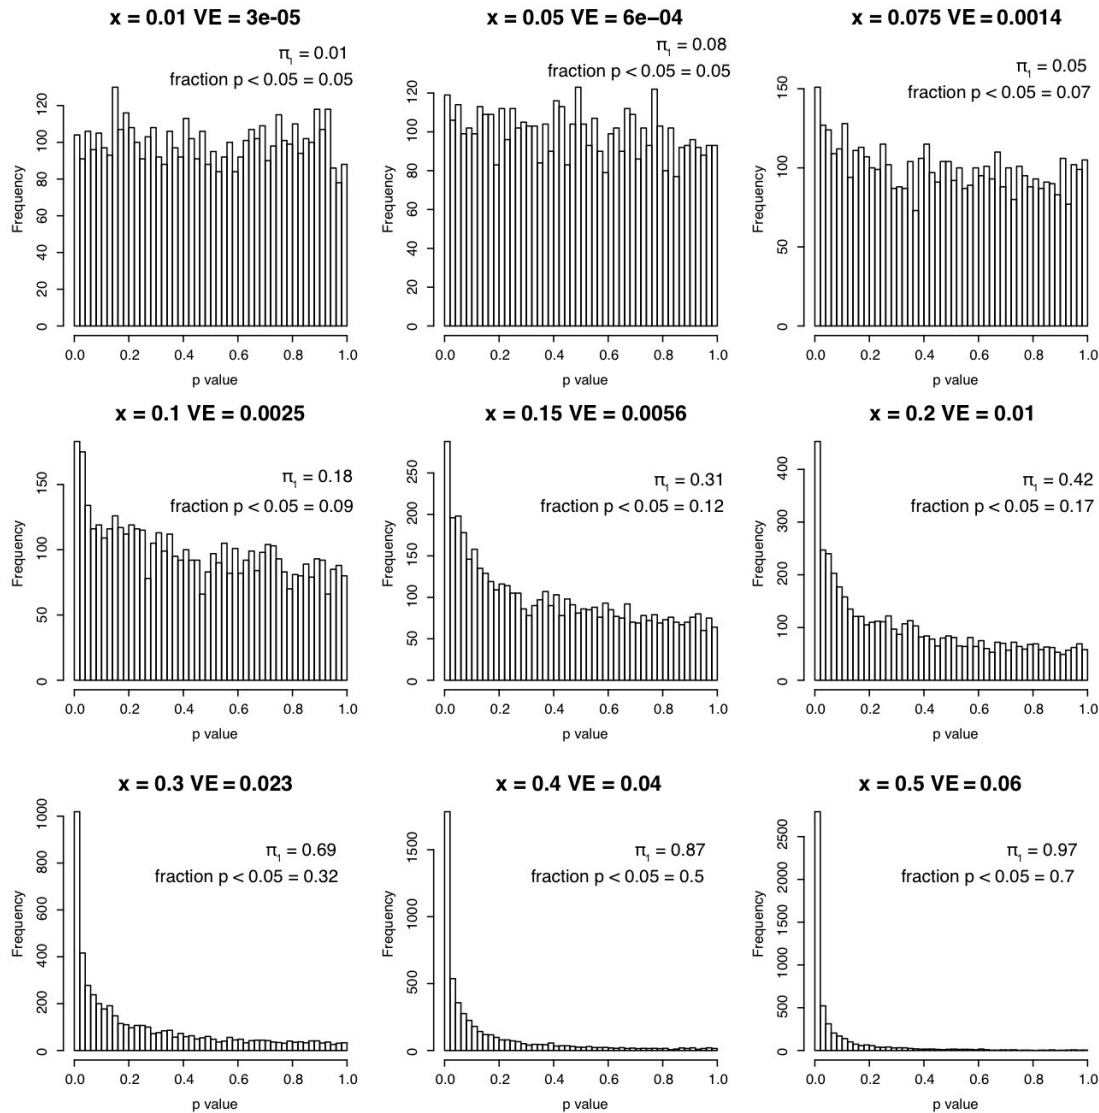 x = 0.01 VE = 3e-05
π₁ = 0.01
fraction p < 0.05 = 0.05
Frequency
0 20 40 60 80 100 120
0.0 0.2 0.4 0.6 0.8 1.0
p value
x = 0.05 VE = 6e−04
π₁ = 0.08
fraction p < 0.05 = 0.05
Frequency
0 20 40 60 80 100 120
0.0 0.2 0.4 0.6 0.8 1.0
p value
x = 0.075 VE = 0.0014
π₁ = 0.05
fraction p < 0.05 = 0.07
Frequency
0 50 100 150
0.0 0.2 0.4 0.6 0.8 1.0
p value
x = 0.1 VE = 0.0025
π₁ = 0.18
fraction p < 0.05 = 0.09
Frequency
0 50 100 150
0.0 0.2 0.4 0.6 0.8 1.0
p value
x = 0.15 VE = 0.0056
π₁ = 0.31
fraction p < 0.05 = 0.12
Frequency
0 50 100 150 200 250
0.0 0.2 0.4 0.6 0.8 1.0
p value
x = 0.2 VE = 0.01
π₁ = 0.42
fraction p < 0.05 = 0.17
Frequency
0 100 200 300 400
0.0 0.2 0.4 0.6 0.8 1.0
p value
x = 0.3 VE = 0.023
π₁ = 0.69
fraction p < 0.05 = 0.32
Frequency
0 200 400 600 800 1000
0.0 0.2 0.4 0.6 0.8 1.0
p value
x = 0.4 VE = 0.04
π₁ = 0.87
fraction p < 0.05 = 0.5
Frequency
0 500 1000 1500
0.0 0.2 0.4 0.6 0.8 1.0
p value
x = 0.5 VE = 0.06
π₁ = 0.97
fraction p < 0.05 = 0.7
Frequency
0 500 1000 1500 2000 2500
0.0 0.2 0.4 0.6 0.8 1.0
p value